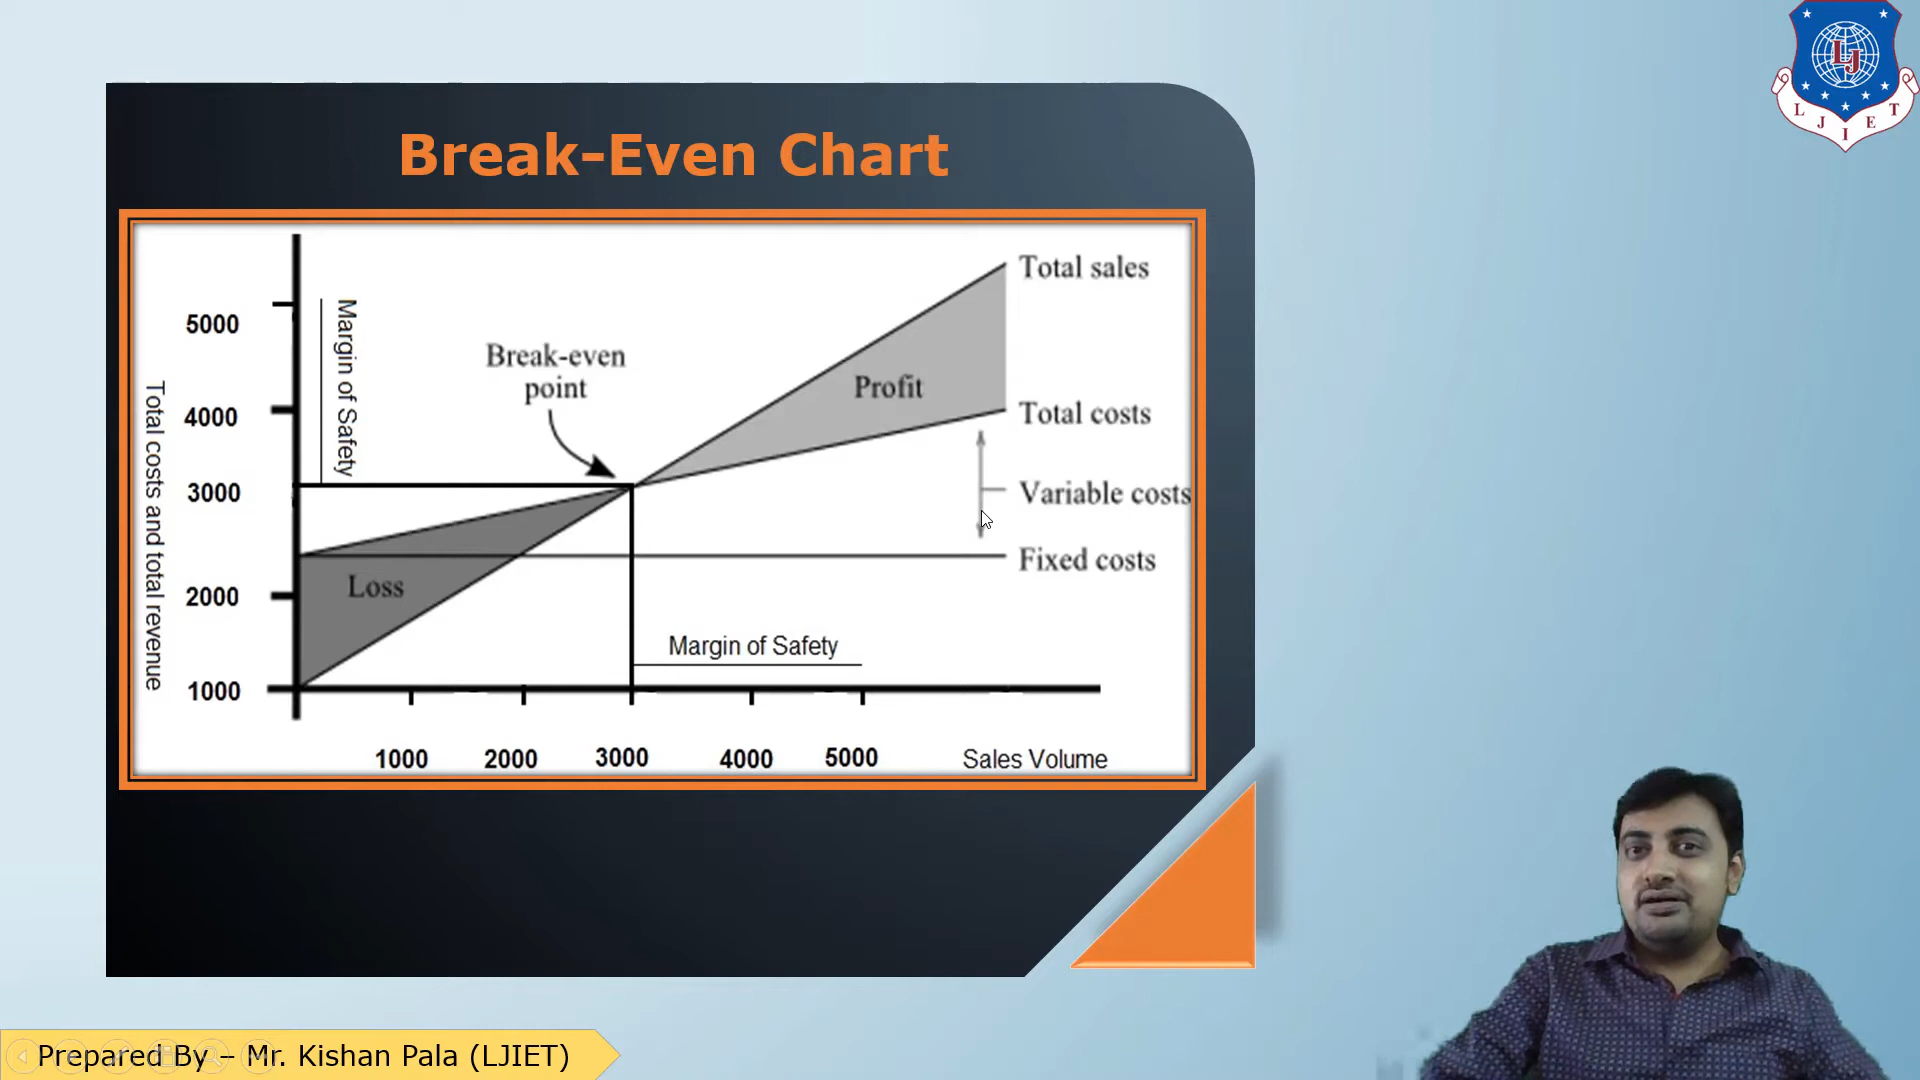 Break-Even Chart
Total costs and total revenue
5000
4000
3000
2000
1000
Margin of Safety
Break-even
point
Loss
Profit
Total sales
Total costs
Variable costs
Fixed costs
Margin of Safety
1000 2000 3000 4000 5000 Sales Volume
LJ
L J I E T
Prepared By – Mr. Kishan Pala (LJIET)